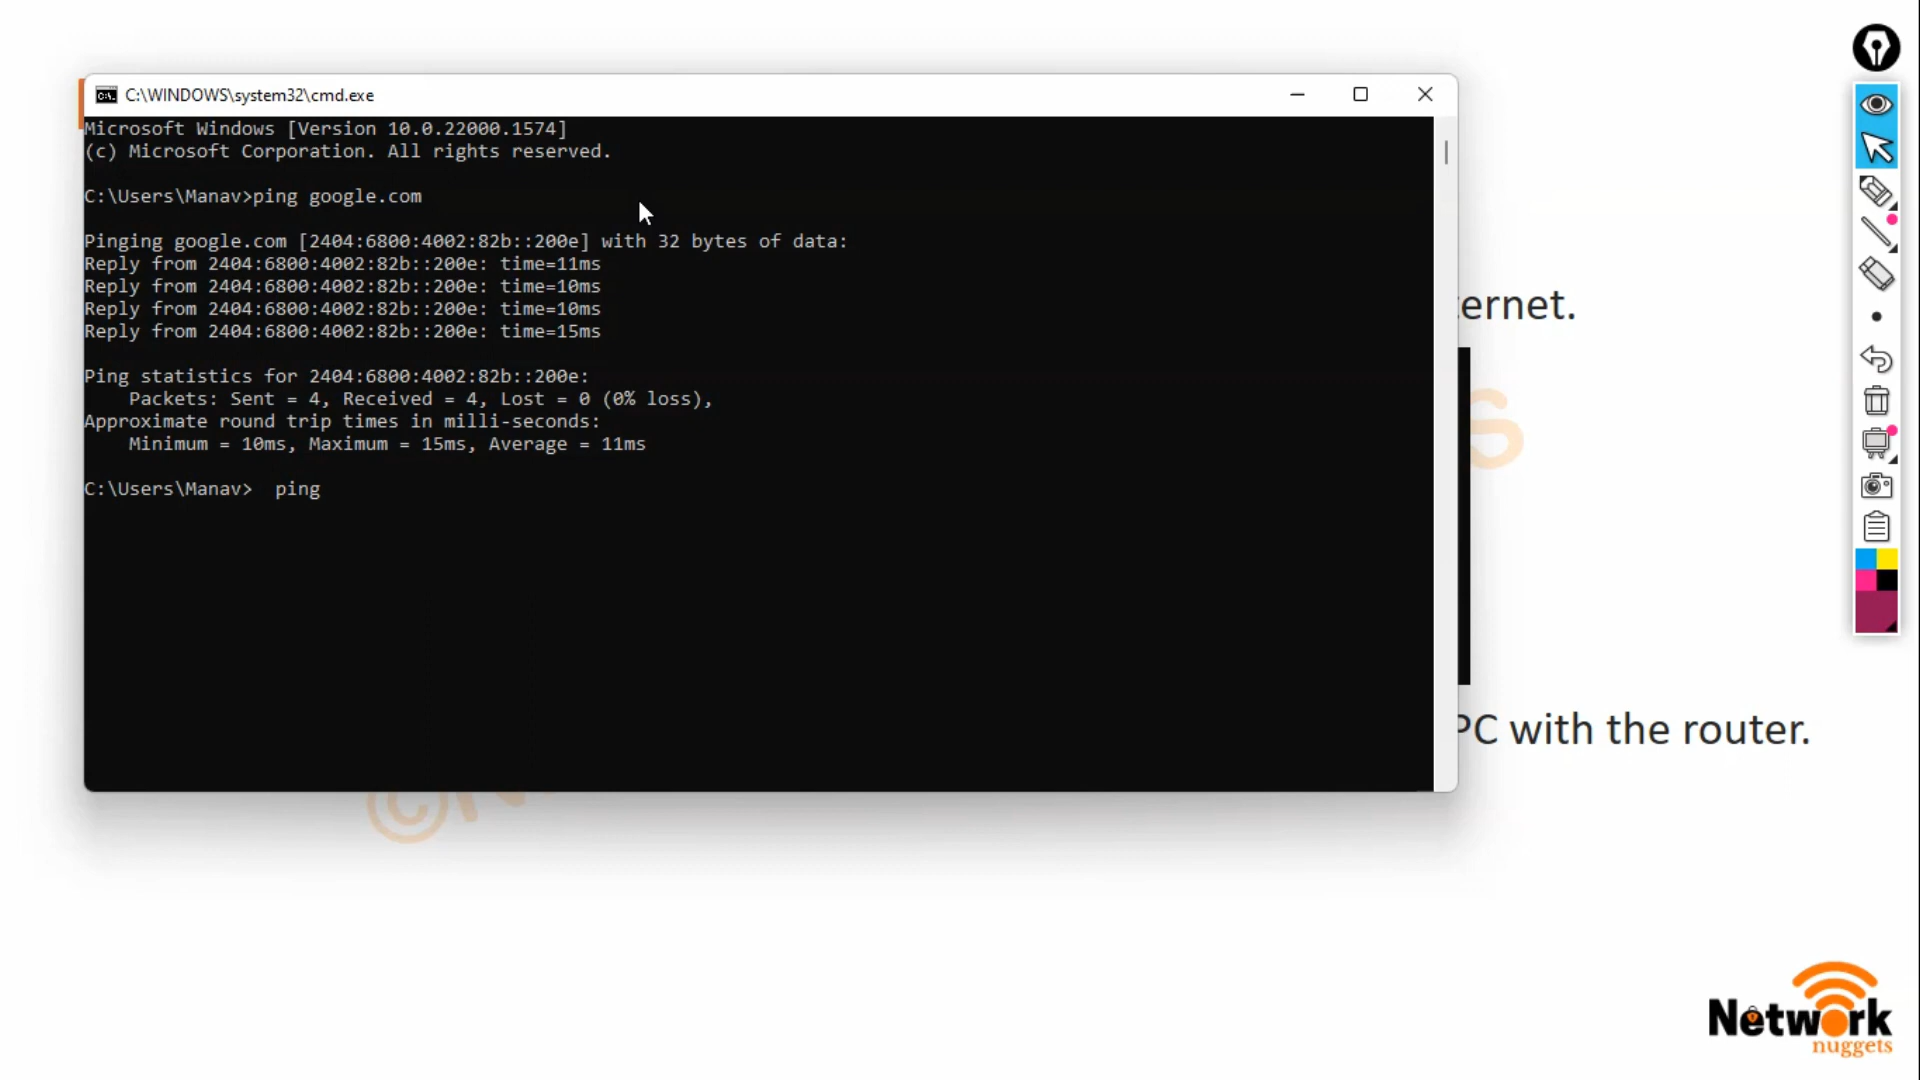 C:\WINDOWS\system32\cmd.exe
Microsoft Windows [Version 10.0.22000.1574]
(c) Microsoft Corporation. All rights reserved.
C:\Users\Manav>ping google.com
Pinging google.com [2404:6800:4002:82b::200e] with 32 bytes of data:
Reply from 2404:6800:4002:82b::200e: time=11ms
Reply from 2404:6800:4002:82b::200e: time=10ms
Reply from 2404:6800:4002:82b::200e: time=10ms
Reply from 2404:6800:4002:82b::200e: time=15ms
Ping statistics for 2404:6800:4002:82b::200e:
    Packets: Sent = 4, Received = 4, Lost = 0 (0% loss),
Approximate round trip times in milli-seconds:
    Minimum = 10ms, Maximum = 15ms, Average = 11ms
C:\Users\Manav>  ping
ernet.
PC with the router.
Network
nuggets